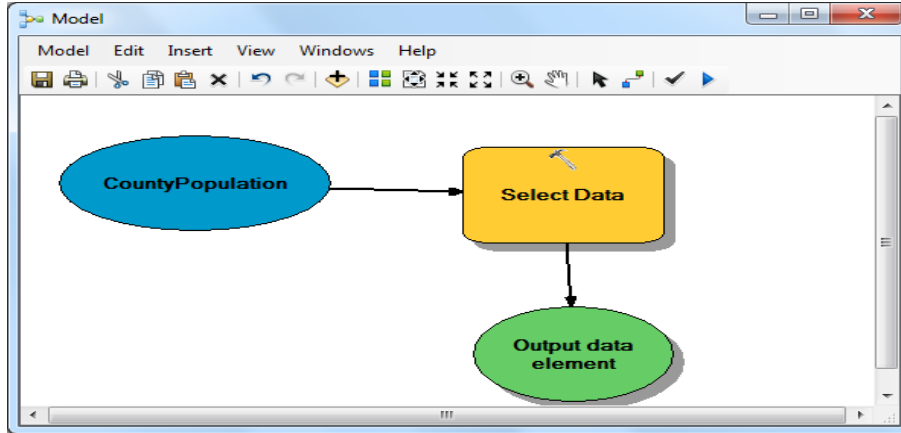 Model
Model Edit Insert View Windows Help
CountyPopulation
Select Data
Output data
element